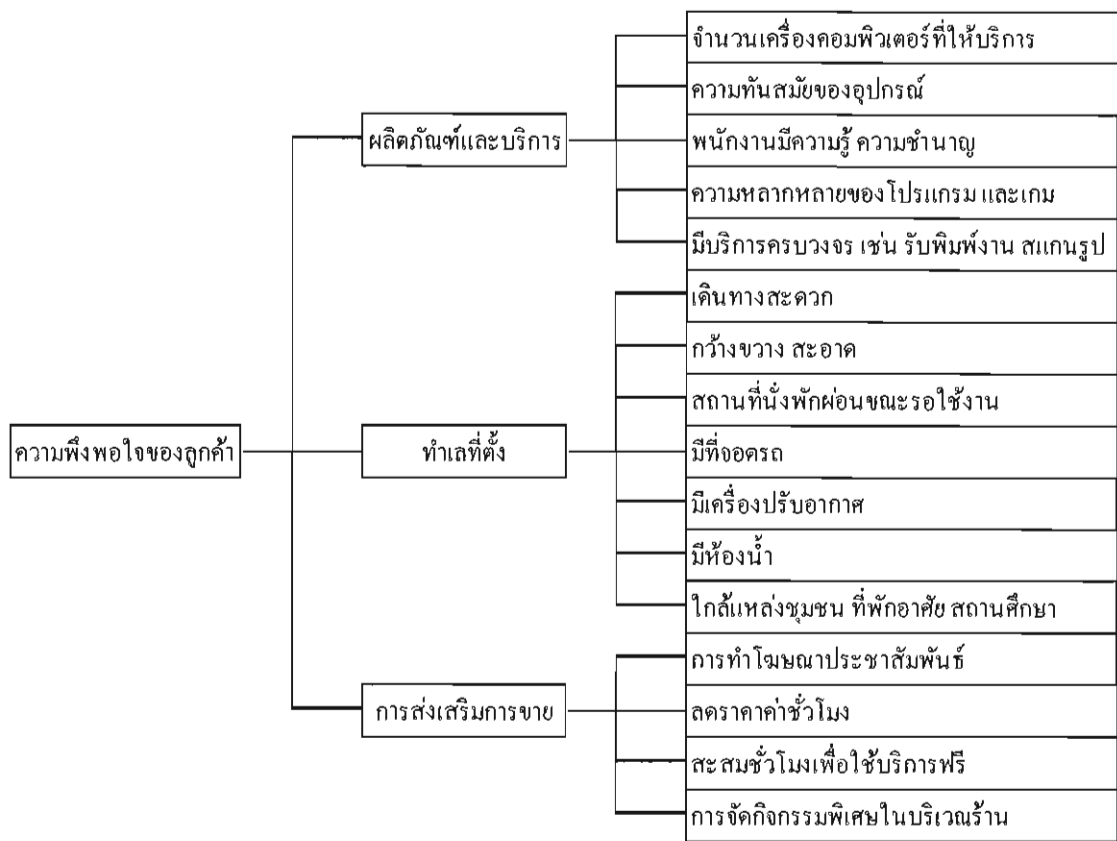 ความพึงพอใจของลูกค้า
ผลิตภัณฑ์และบริการ
จำนวนเครื่องคอมพิวเตอร์ที่ให้บริการ
ความทันสมัยของอุปกรณ์
พนักงานมีความรู้ ความชำนาญ
ความหลากหลายของโปรแกรม และเกม
มีบริการครบวงจร เช่น รับพิมพ์งาน สแกนรูป
ทำเลที่ตั้ง
เดินทางสะดวก
กว้างขวาง สะอาด
สถานที่นั่งพักผ่อนขณะรอใช้งาน
มีที่จอดรถ
มีเครื่องปรับอากาศ
มีห้องน้ำ
ใกล้แหล่งชุมชน ที่พักอาศัย สถานศึกษา
การส่งเสริมการขาย
การทำโฆษณาประชาสัมพันธ์
ลดราคาค่าชั่วโมง
สะสมชั่วโมงเพื่อใช้บริการฟรี
การจัดกิจกรรมพิเศษในบริเวณร้าน